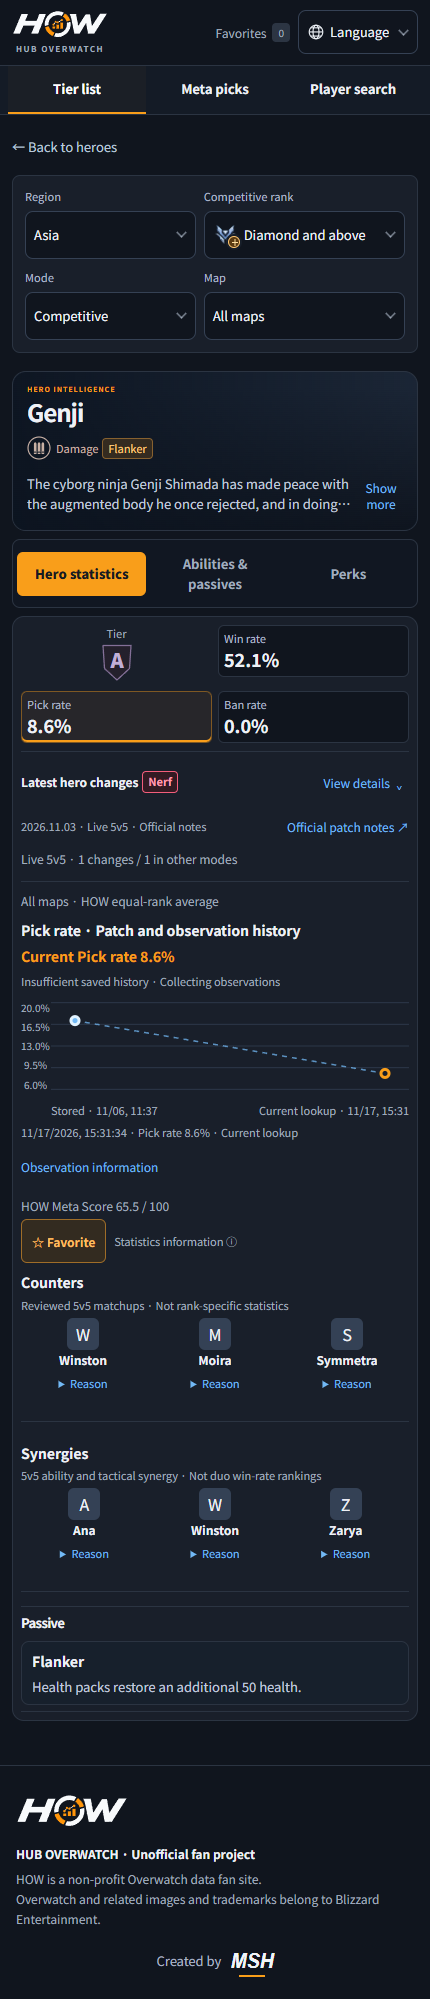 HOW
HUB OVERWATCH
Favorites 0
Language
Tier list
Meta picks
Player search
← Back to heroes
Region
Competitive rank
Asia
Diamond and above
Mode
Map
Competitive
All maps
HERO INTELLIGENCE
Genji
Damage Flanker
The cyborg ninja Genji Shimada has made peace with
the augmented body he once rejected, and in doing…
Show
more
Hero statistics
Abilities &
passives
Perks
Tier
A
Win rate
52.1%
Pick rate
8.6%
Ban rate
0.0%
Latest hero changes Nerf
View details ⌄
2026.11.03 · Live 5v5 · Official notes
Official patch notes ↗
Live 5v5 · 1 changes / 1 in other modes
All maps · HOW equal-rank average
Pick rate · Patch and observation history
Current Pick rate 8.6%
Insufficient saved history · Collecting observations
20.0%
16.5%
13.0%
9.5%
6.0%
Stored · 11/06, 11:37
Current lookup · 11/17, 15:31
11/17/2026, 15:31:34 · Pick rate 8.6% · Current lookup
Observation information
HOW Meta Score 65.5 / 100
☆ Favorite
Statistics information ⓘ
Counters
Reviewed 5v5 matchups · Not rank-specific statistics
W
M
S
Winston
Moira
Symmetra
▶ Reason
▶ Reason
▶ Reason
Synergies
5v5 ability and tactical synergy · Not duo win-rate rankings
A
W
Z
Ana
Winston
Zarya
▶ Reason
▶ Reason
▶ Reason
Passive
Flanker
Health packs restore an additional 50 health.
HOW
HUB OVERWATCH · Unofficial fan project
HOW is a non-profit Overwatch data fan site.
Overwatch and related images and trademarks belong to Blizzard
Entertainment.
Created by MSH